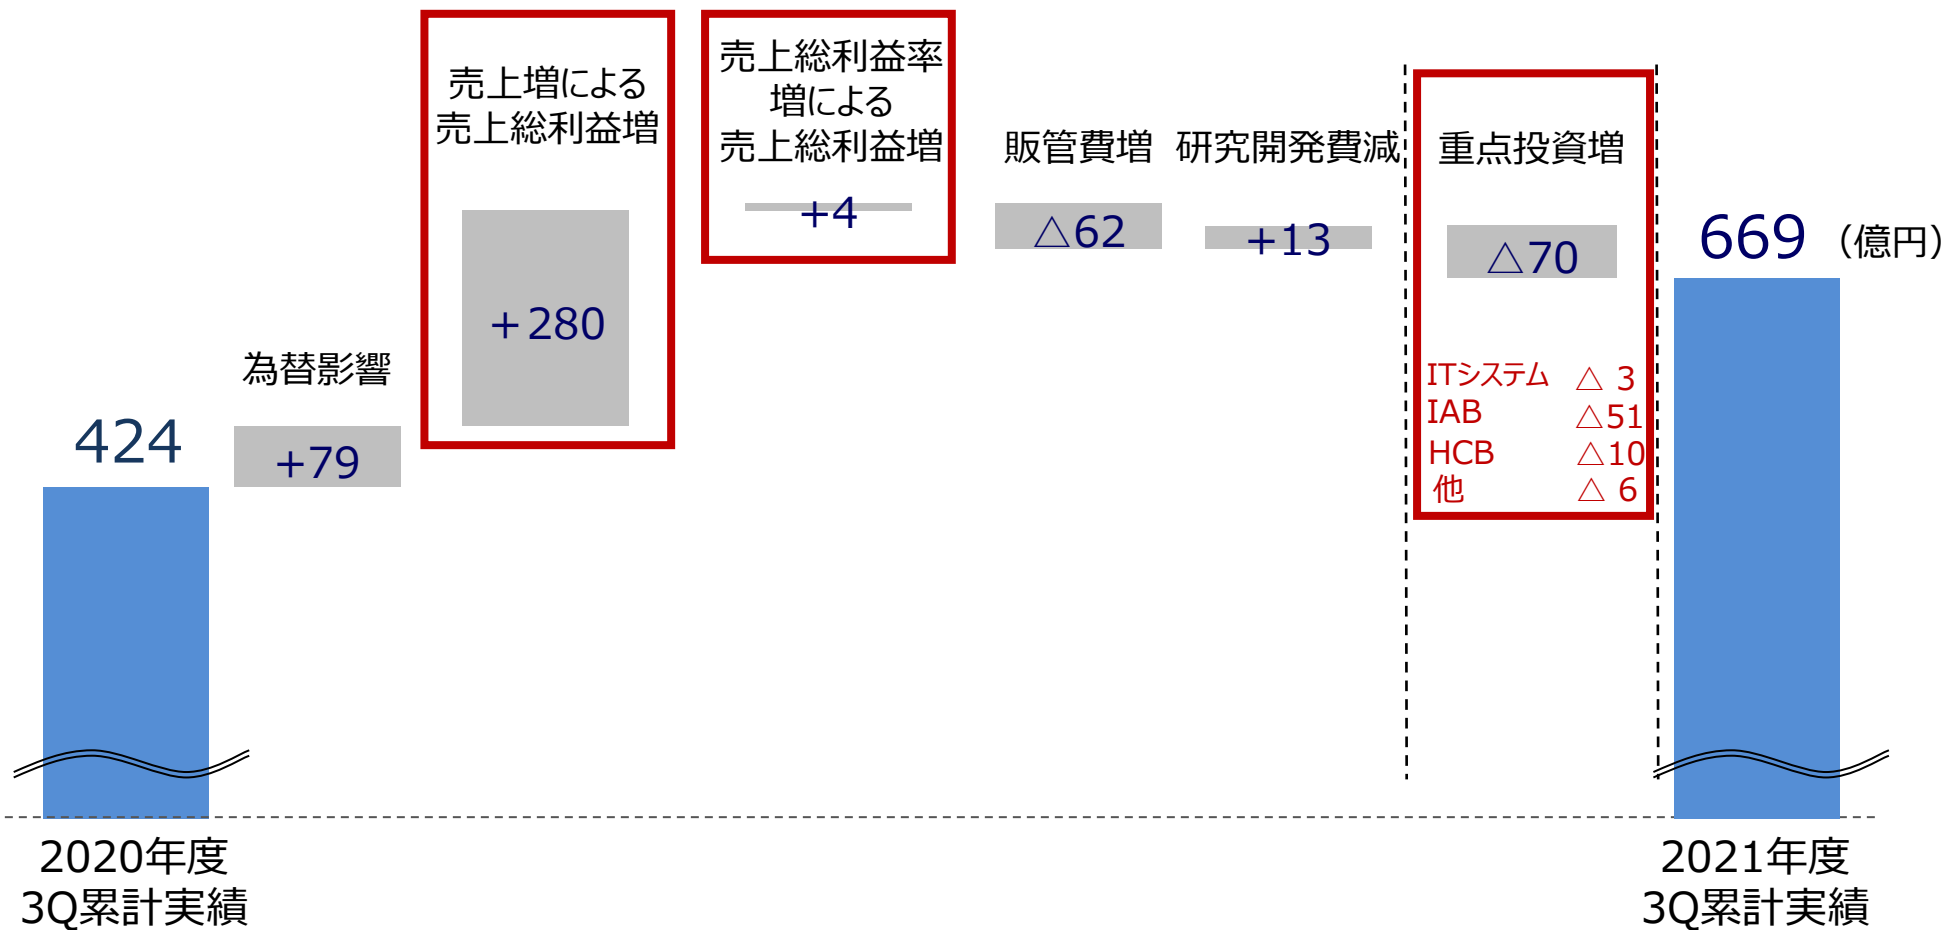 424
2020年度
3Q累計実績
為替影響
+79
売上増による
売上総利益増
+280
売上総利益率
増による
売上総利益増
+4
販管費増
△62
研究開発費減
+13
重点投資増
△70
ITシステム △ 3
IAB △51
HCB △10
他 △ 6
669 (億円)
2021年度
3Q累計実績